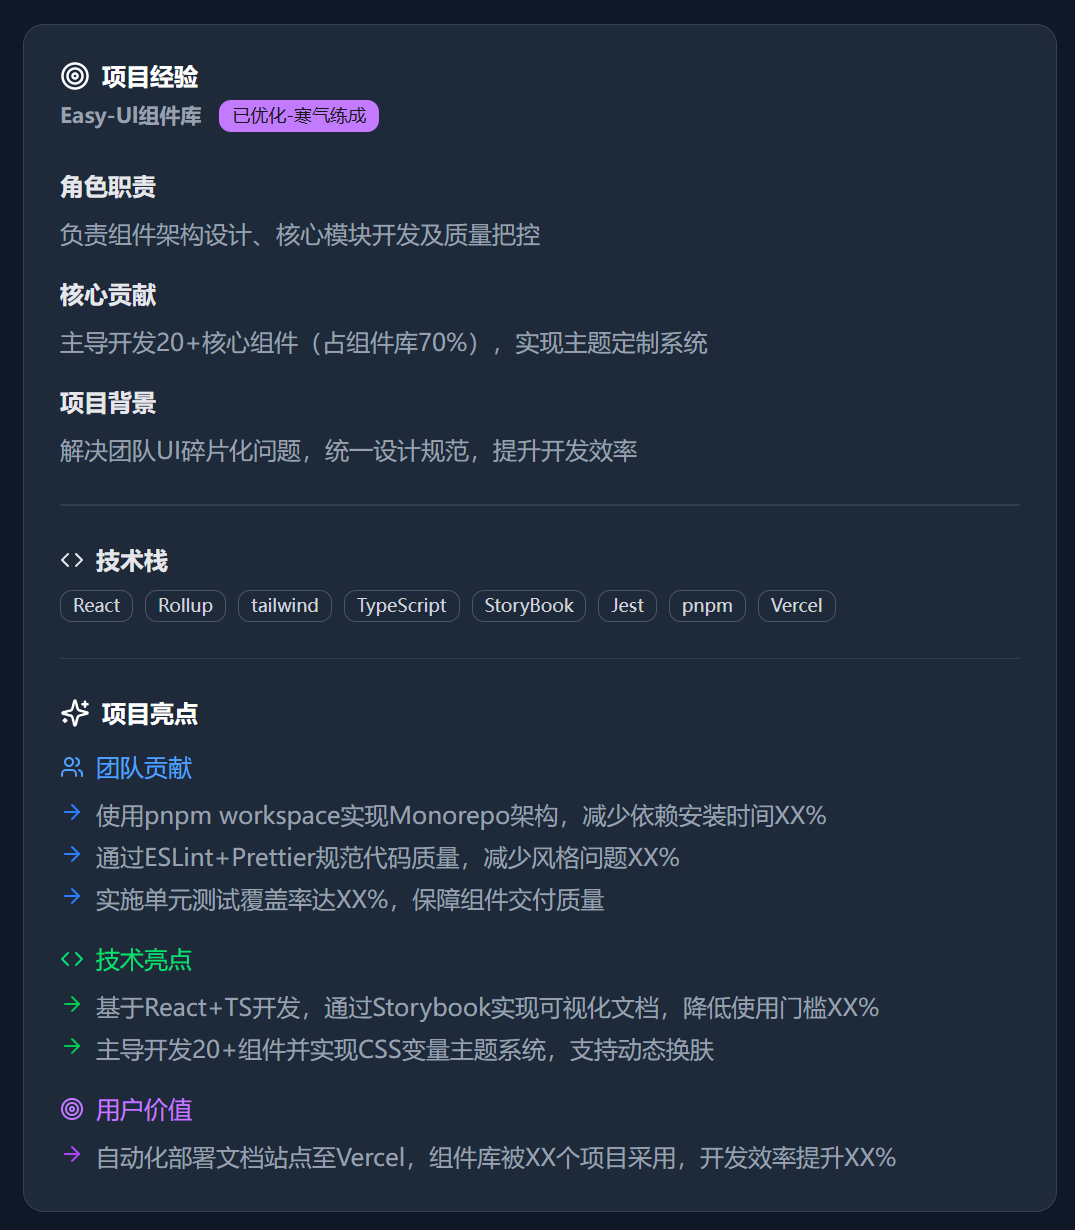 项目经验
Easy-UI组件库 已优化-寒气练成
角色职责
负责组件架构设计、核心模块开发及质量把控
核心贡献
主导开发20+核心组件（占组件库70%），实现主题定制系统
项目背景
解决团队UI碎片化问题，统一设计规范，提升开发效率
技术栈
React Rollup tailwind TypeScript StoryBook Jest pnpm Vercel
项目亮点
团队贡献
使用pnpm workspace实现Monorepo架构，减少依赖安装时间XX%
通过ESLint+Prettier规范代码质量，减少风格问题XX%
实施单元测试覆盖率达XX%，保障组件交付质量
技术亮点
基于React+TS开发，通过Storybook实现可视化文档，降低使用门槛XX%
主导开发20+组件并实现CSS变量主题系统，支持动态换肤
用户价值
自动化部署文档站点至Vercel，组件库被XX个项目采用，开发效率提升XX%